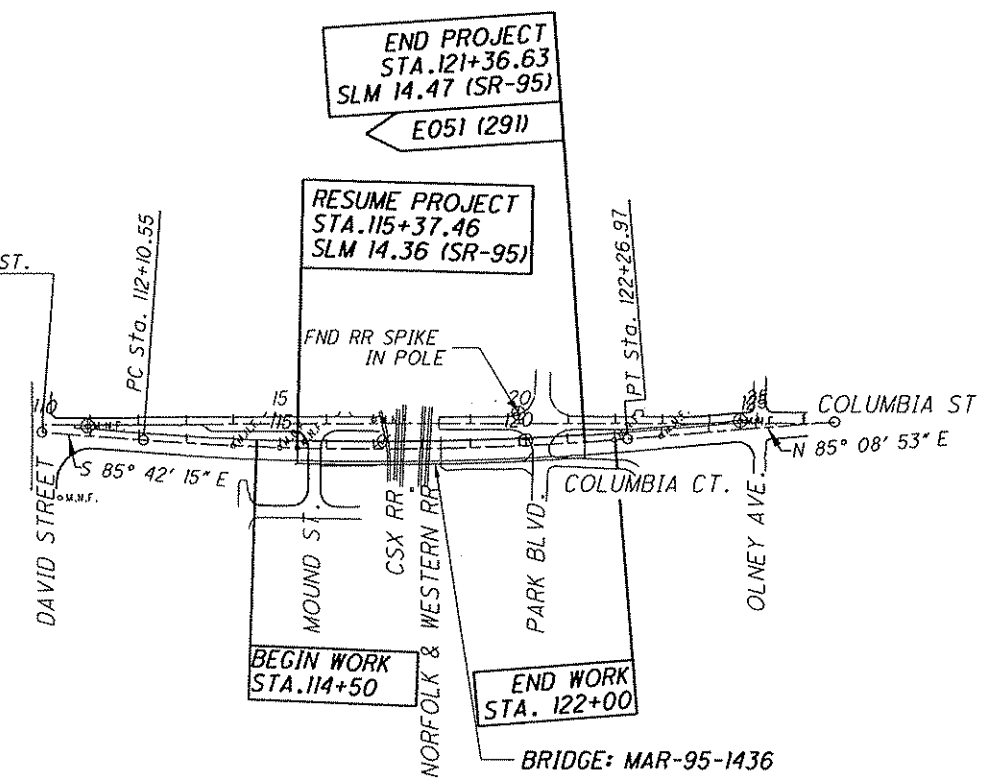 END PROJECT
STA.121+36.63
SLM 14.47 (SR-95)
E051 (291)
RESUME PROJECT
STA.115+37.46
SLM 14.36 (SR-95)
ST.
PC Sta. 112+10.55
PT Sta. 122+26.97
FND RR SPIKE
IN POLE
15
20
115
120
125
COLUMBIA ST
S 85° 42' 15" E
N 85° 08' 53" E
M.N.F.
COLUMBIA CT.
DAVID STREET
MOUND ST.
CSX RR.
NORFOLK & WESTERN RR
PARK BLVD.
OLNEY AVE.
BEGIN WORK
STA.114+50
END WORK
STA. 122+00
BRIDGE: MAR-95-1436